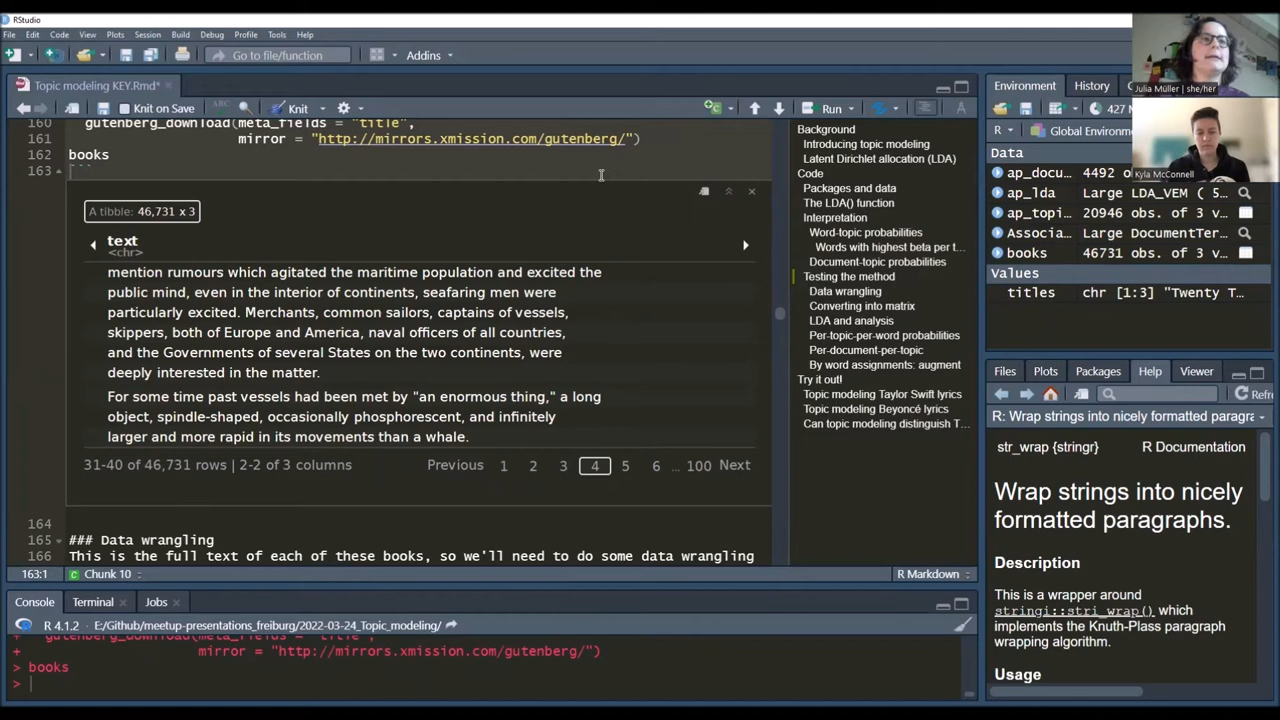 RStudio
File Edit Code View Plots Session Build Debug Profile Tools Help
Go to file/function
Addins
Topic modeling KEY.Rmd*
Knit on Save
ABC
Knit
Run
160 gutenberg_download(meta_fields = "title",
161 mirror = "http://mirrors.xmission.com/gutenberg/")
162 books
163 ```
A tibble: 46,731 x 3
text
<chr>
mention rumours which agitated the maritime population and excited the
public mind, even in the interior of continents, seafaring men were
particularly excited. Merchants, common sailors, captains of vessels,
skippers, both of Europe and America, naval officers of all countries,
and the Governments of several States on the two continents, were
deeply interested in the matter.
For some time past vessels had been met by "an enormous thing," a long
object, spindle-shaped, occasionally phosphorescent, and infinitely
larger and more rapid in its movements than a whale.
31-40 of 46,731 rows | 2-2 of 3 columns
Previous 1 2 3 4 5 6 ... 100 Next
164
165 ### Data wrangling
166 This is the full text of each of these books, so we'll need to do some data wrangling
163:1 Chunk 10
R Markdown
Background
Introducing topic modeling
Latent Dirichlet allocation (LDA)
Code
Packages and data
The LDA() function
Interpretation
Word-topic probabilities
Words with highest beta per t...
Document-topic probabilities
Testing the method
Data wrangling
Converting into matrix
LDA and analysis
Per-topic-per-word probabilities
Per-document-per-topic
By word assignments: augment
Try it out!
Topic modeling Taylor Swift lyrics
Topic modeling Beyoncé lyrics
Can topic modeling distinguish T...
Console Terminal Jobs
R 4.1.2 . E:/Github/meetup-presentations_freiburg/2022-03-24_Topic_modeling/
+ gutenberg_download(meta_fields = "title",
+ mirror = "http://mirrors.xmission.com/gutenberg/")
> books
>
Environment History
427 M
R Global Environment
Data
ap_docu... 4492 o
ap_lda Large LDA_VEM ( 5...
ap_topi... 20946 obs. of 3 v...
Associa... Large DocumentTer...
books 46731 obs. of 3 v...
Values
titles chr [1:3] "Twenty T...
Julia Müller | she/her
Kyla McConnell
Files Plots Packages Help Viewer
Refre
R: Wrap strings into nicely formatted paragra
str_wrap {stringr} R Documentation
Wrap strings into nicely
formatted paragraphs.
Description
This is a wrapper around
stringi::stri_wrap() which
implements the Knuth-Plass paragraph
wrapping algorithm.
Usage